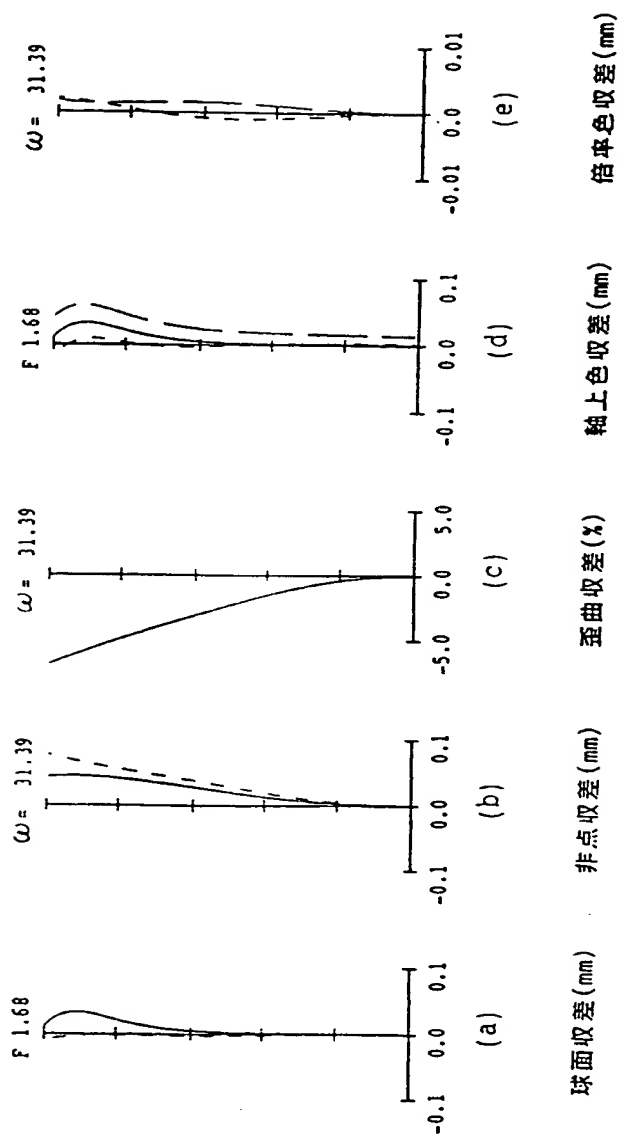 F 1.68
-0.1 0.0 0.1
(a)
球面収差(mm)
ω= 31.39
-0.1 0.0 0.1
(b)
非点収差(mm)
ω= 31.39
-5.0 0.0 5.0
(c)
歪曲収差(%)
F 1.68
-0.1 0.0 0.1
(d)
軸上色収差(mm)
ω= 31.39
-0.01 0.0 0.01
(e)
倍率色収差(mm)